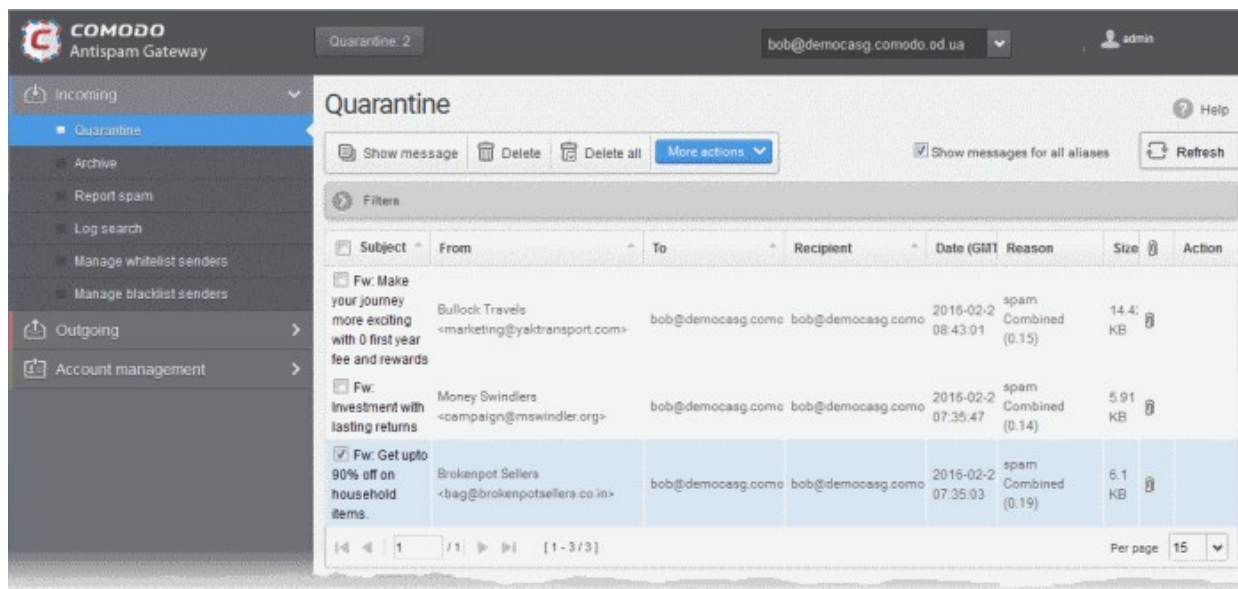 COMODO
Antispam Gateway
Quarantine: 2
bob@democasg.comodo.od.ua
admin
Incoming
Quarantine
Archive
Report spam
Log search
Manage whitelist senders
Manage blacklist senders
Outgoing
Account management
Quarantine
Help
Show message
Delete
Delete all
More actions
Show messages for all aliases
Refresh
Filters
Subject From To Recipient Date (GMT Reason Size Action
Fw: Make
your journey
more exciting
with 0 first year
fee and rewards
Bullock Travels
<marketing@yaktransport.com>
bob@democasg.como
bob@democasg.como
2016-02-2
08:43:01
spam
Combined
(0.15)
14.4
KB
Fw:
Investment with
lasting returns
Money Swindlers
<campaign@mswindler.org>
bob@democasg.como
bob@democasg.como
2016-02-2
07:35:47
spam
Combined
(0.14)
5.91
KB
Fw: Get upto
90% off on
household
items.
Brokenpot Sellers
<bag@brokenpotsellers.co.in>
bob@democasg.como
bob@democasg.como
2016-02-2
07:35:03
spam
Combined
(0.19)
6.1
KB
1 /1 [1-3/3]
Per page 15